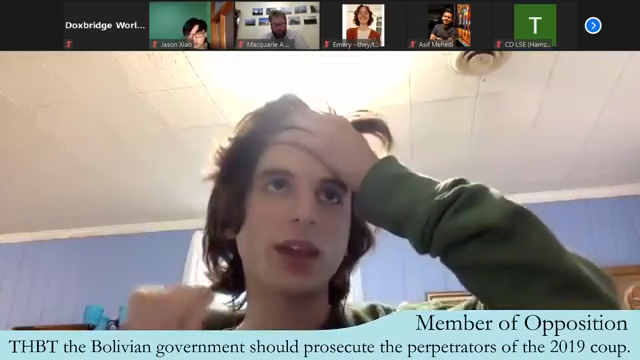 Doxbridge Worl...
Jason Xiao
Macquarie A...
Emily - they/t...
Asif Mehedi
CD LSE (Hamz...
T
Member of Opposition
THBT the Bolivian government should prosecute the perpetrators of the 2019 coup.